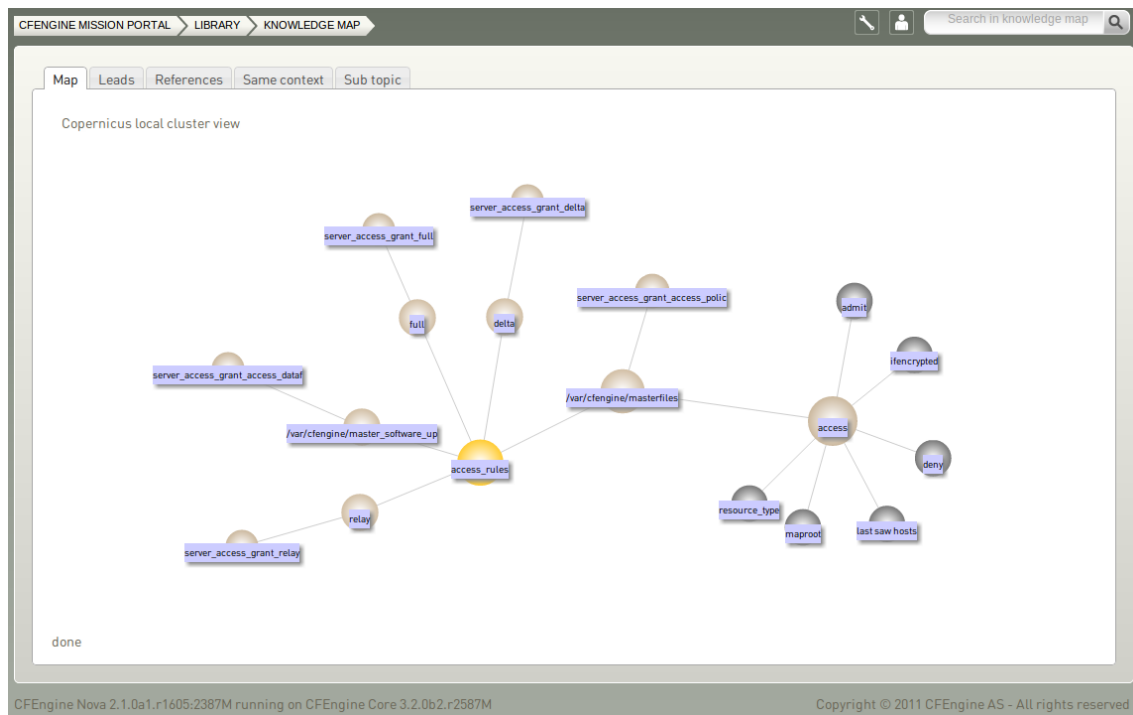 CFENGINE MISSION PORTAL LIBRARY KNOWLEDGE MAP Search in knowledge map
Map Leads References Same context Sub topic
Copernicus local cluster view
server_access_grant_delta
server_access_grant_full
server_access_grant_access_polic
admit
full
delta
ifencrypted
server_access_grant_access_dataf
/var/cfengine/masterfiles
access
/var/cfengine/master_software_up
access_rules
deny
resource_type
relay
maproot
last saw hosts
server_access_grant_relay
done
CFEngine Nova 2.1.0a1.r1605:2387M running on CFEngine Core 3.2.0b2.r2587M
Copyright © 2011 CFEngine AS - All rights reserved